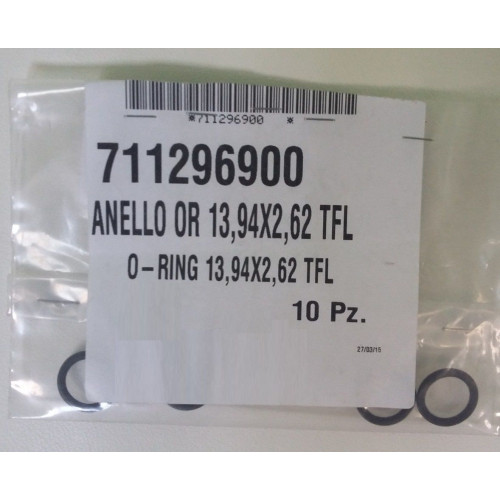 *711296900 *
711296900
ANELLO OR 13,94X2,62 TFL
O-RING 13,94X2,62 TFL
10 Pz.
27/03/15